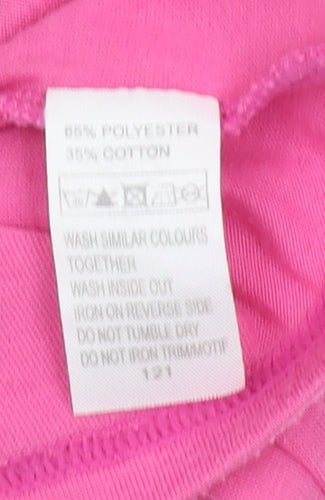 65% POLYESTER
35% COTTON
WASH SIMILAR COLOURS
TOGETHER
WASH INSIDE OUT
IRON ON REVERSE SIDE
DO NOT TUMBLE DRY
DO NOT IRON TRIM/MOTIF
121